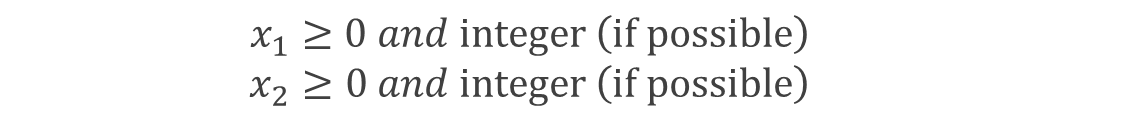 x₁ ≥ 0 and integer (if possible)
x₂ ≥ 0 and integer (if possible)